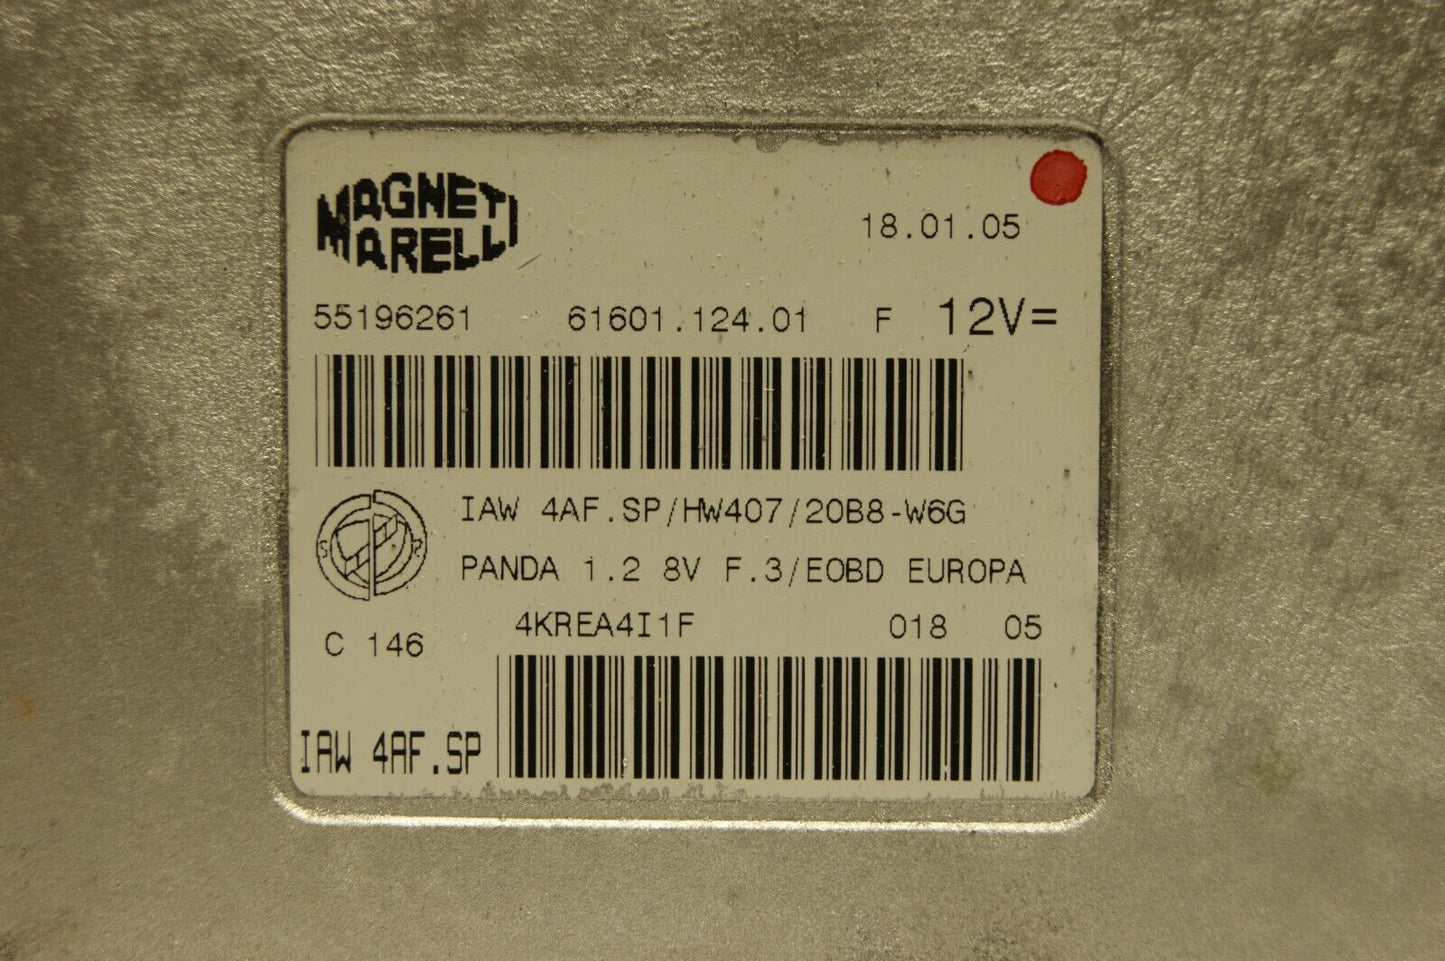 MAGNETI
MARELLI
18.01.05
55196261 61601.124.01 F 12V=
IAW 4AF.SP/HW407/20B8-W6G
S R
PANDA 1.2 8V F.3/EOBD EUROPA
4KREA4I1F 018 05
C 146
IAW 4AF.SP